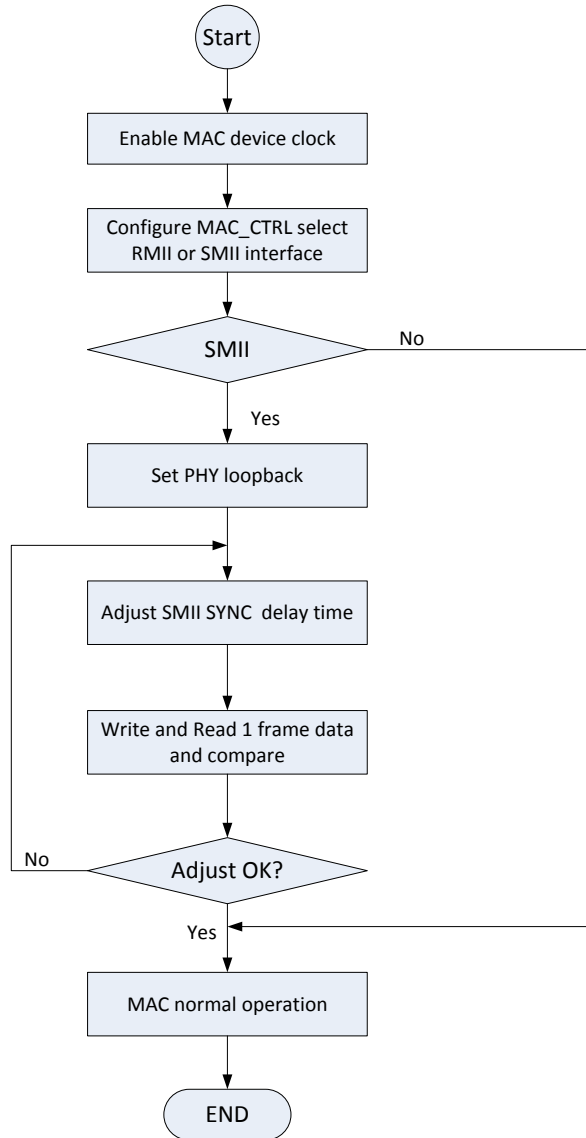 Start
Enable MAC device clock
Configure MAC_CTRL select
RMII or SMII interface
SMII
No
Yes
Set PHY loopback
Adjust SMII SYNC delay time
Write and Read 1 frame data
and compare
Adjust OK?
No
Yes
MAC normal operation
END